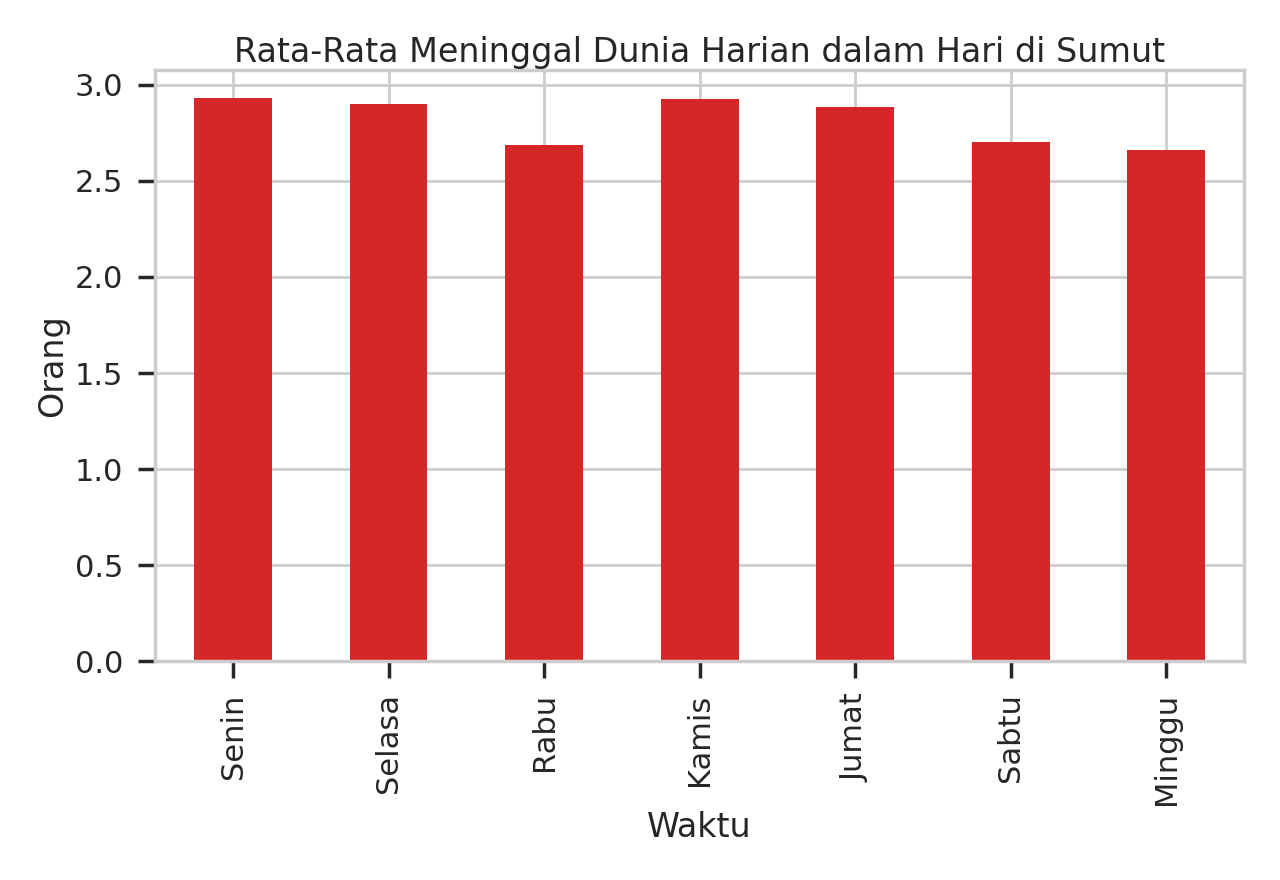 Rata-Rata Meninggal Dunia Harian dalam Hari di Sumut
3.0
2.5
2.0
1.5
1.0
0.5
0.0
Orang
Senin
Selasa
Rabu
Kamis
Jumat
Sabtu
Minggu
Waktu